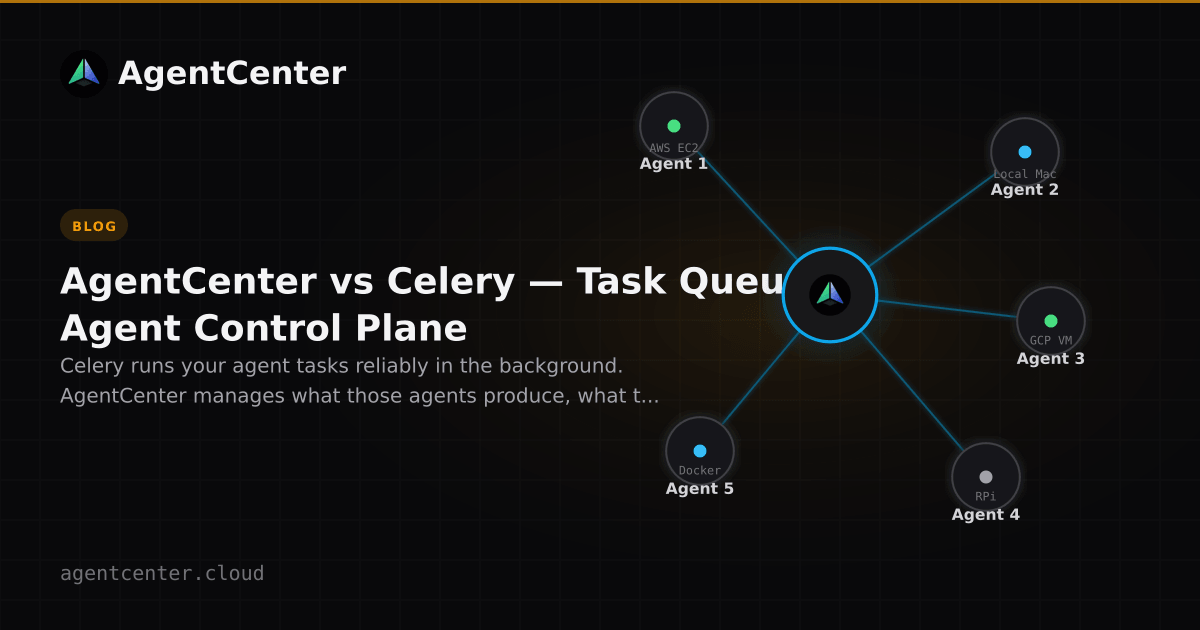 AgentCenter
BLOG
AgentCenter vs Celery — Task Queu
Agent Control Plane
Celery runs your agent tasks reliably in the background.
AgentCenter manages what those agents produce, what t...
agentcenter.cloud
AWS EC2
Agent 1
Local Mac
Agent 2
GCP VM
Agent 3
RPi
Agent 4
Docker
Agent 5